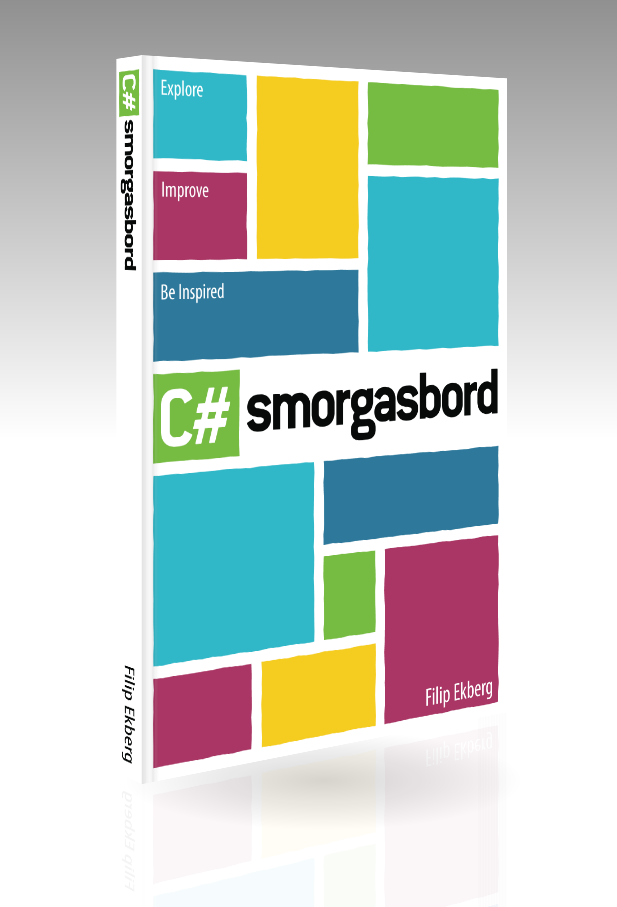 C# smorgasbord
Filip Ekberg
Explore
Improve
Be Inspired
C# smorgasbord
Filip Ekberg